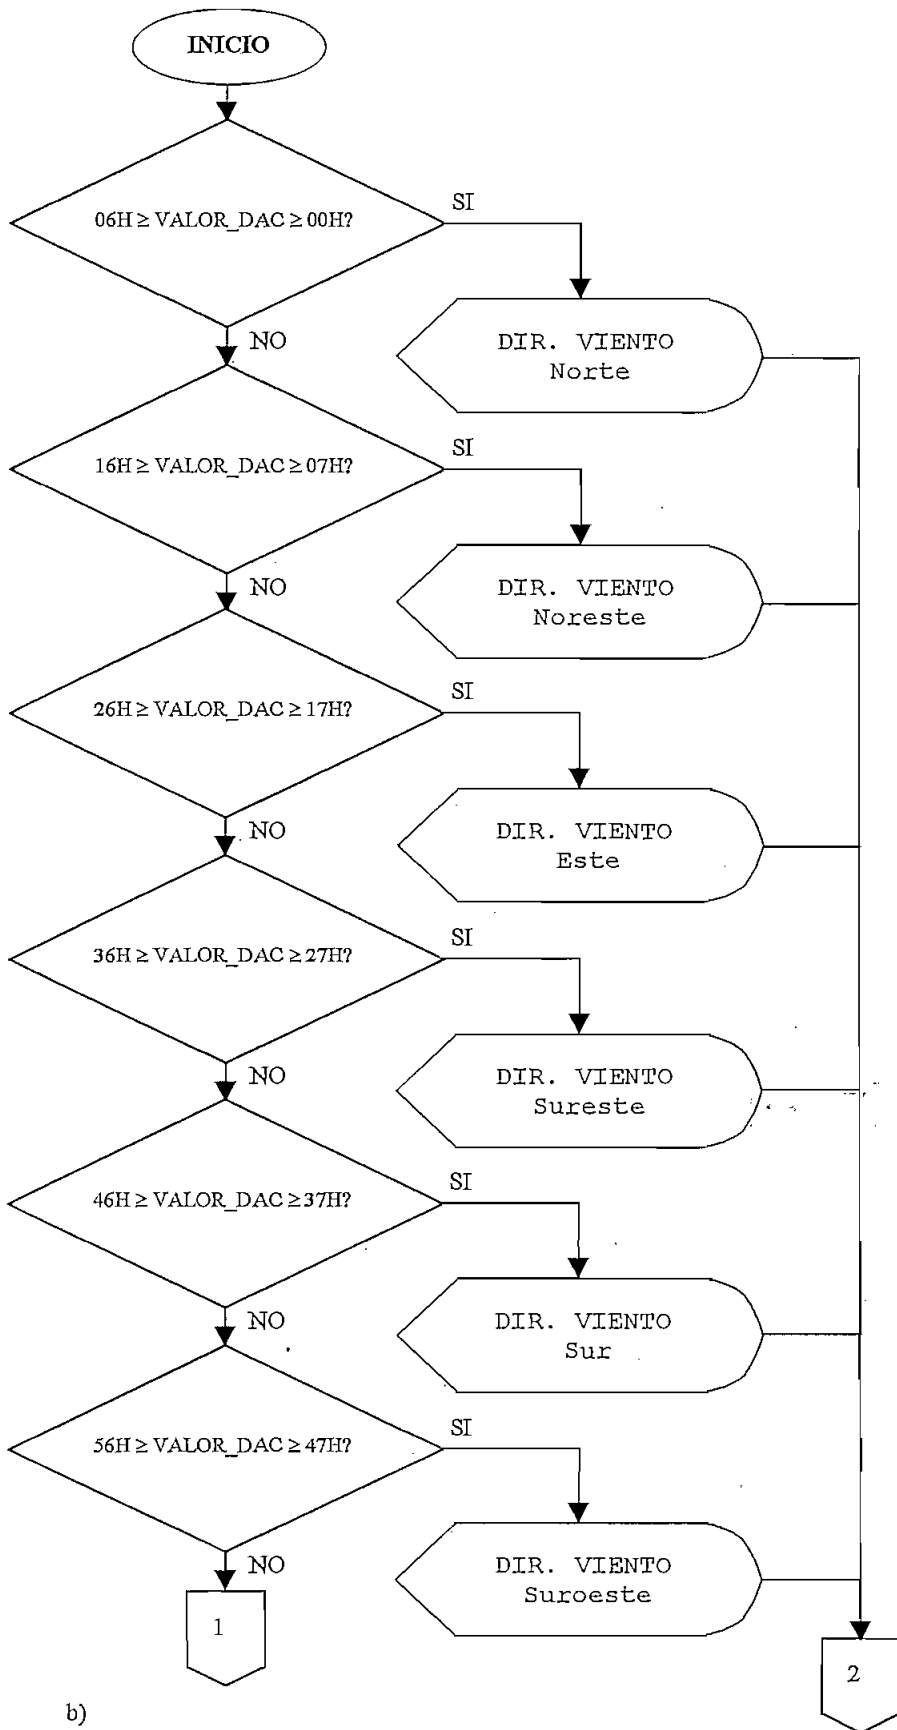 INICIO
06H ≥ VALOR_DAC ≥ 00H?
SI
DIR. VIENTO
Norte
NO
16H ≥ VALOR_DAC ≥ 07H?
SI
DIR. VIENTO
Noreste
NO
26H ≥ VALOR_DAC ≥ 17H?
SI
DIR. VIENTO
Este
NO
36H ≥ VALOR_DAC ≥ 27H?
SI
DIR. VIENTO
Sureste
NO
46H ≥ VALOR_DAC ≥ 37H?
SI
DIR. VIENTO
Sur
NO
56H ≥ VALOR_DAC ≥ 47H?
SI
DIR. VIENTO
Suroeste
NO
1
2
b)